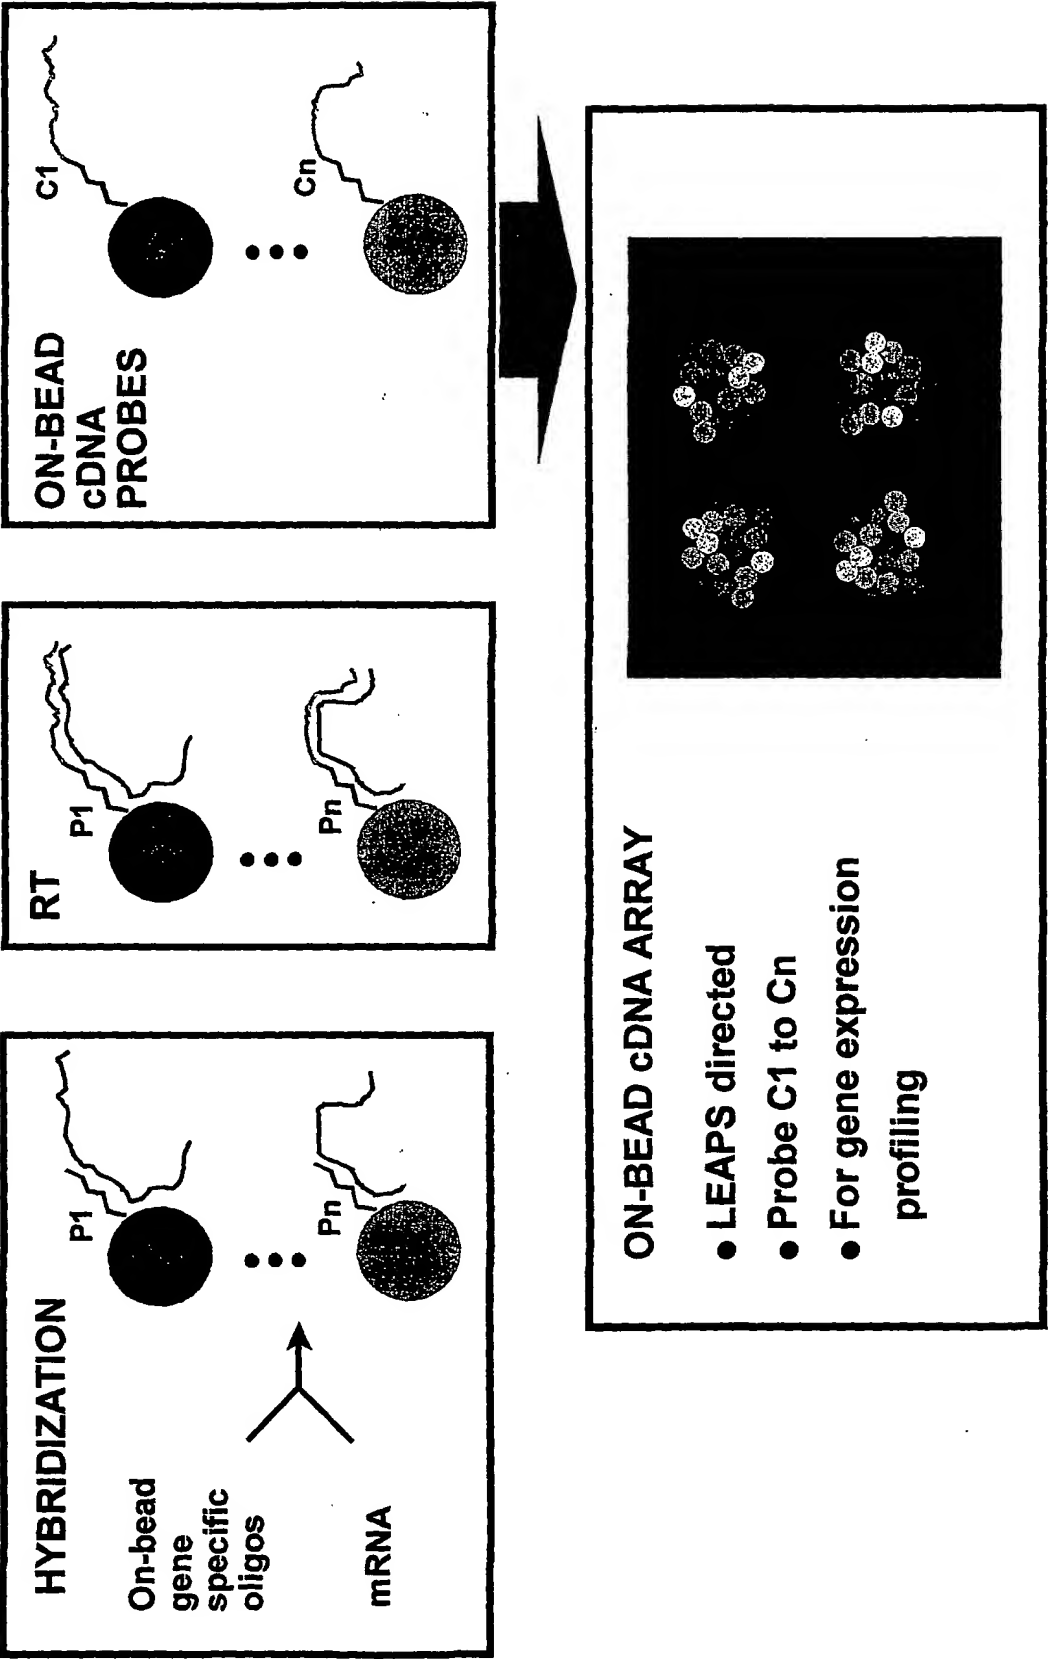 HYBRIDIZATION
On-bead
gene
specific
oligos
mRNA
P1
Pn
RT
P1
Pn
ON-BEAD
cDNA
PROBES
C1
Cn
ON-BEAD cDNA ARRAY
● LEAPS directed
● Probe C1 to Cn
● For gene expression
profiling